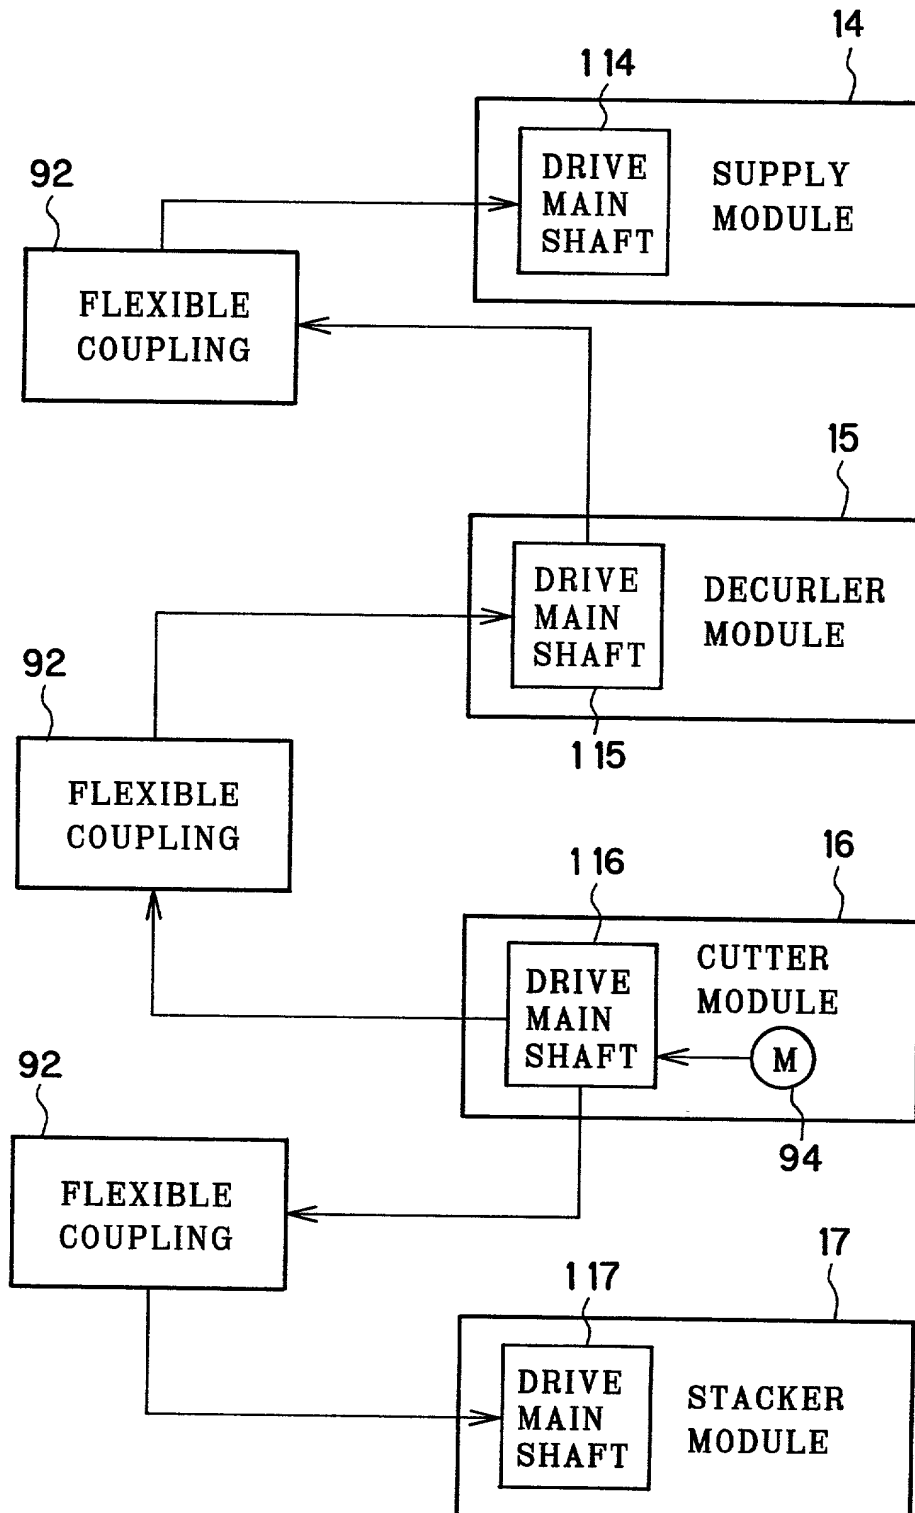 14
114
DRIVE
MAIN
SHAFT
SUPPLY
MODULE
92
FLEXIBLE
COUPLING
15
DRIVE
MAIN
SHAFT
DECURLER
MODULE
115
92
FLEXIBLE
COUPLING
16
116
DRIVE
MAIN
SHAFT
CUTTER
MODULE
M
94
92
FLEXIBLE
COUPLING
17
117
DRIVE
MAIN
SHAFT
STACKER
MODULE